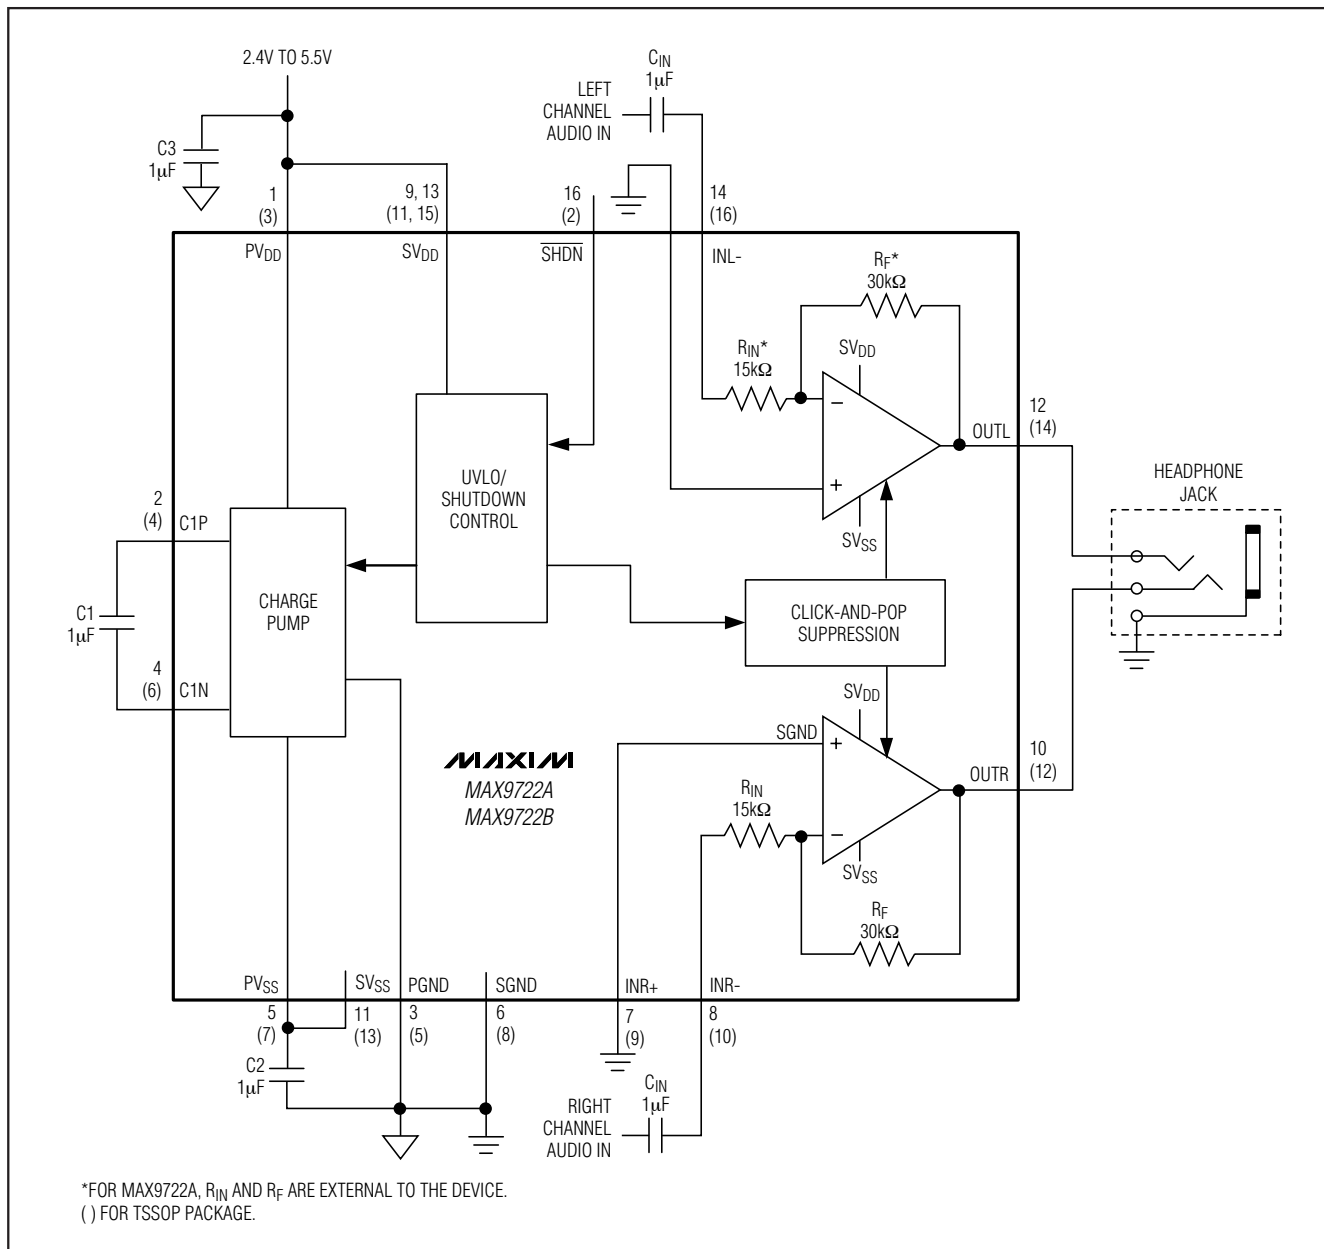 2.4V TO 5.5V
C3
1µF
1
(3)
9, 13
(11, 15)
16
(2)
LEFT
CHANNEL
AUDIO IN
CIN
1µF
14
(16)
PVDD
SVDD
SHDN
INL-
RF*
30kΩ
RIN*
15kΩ
SVDD
−
+
SVSS
OUTL
12
(14)
HEADPHONE
JACK
UVLO/
SHUTDOWN
CONTROL
2
(4)
C1P
C1
1µF
4
(6)
C1N
CHARGE
PUMP
CLICK-AND-POP
SUPPRESSION
SVDD
SGND
+
−
SVSS
OUTR
10
(12)
RIN
15kΩ
RF
30kΩ
MAXIM
MAX9722A
MAX9722B
PVSS
SVSS
PGND
SGND
INR+
INR-
5
(7)
11
(13)
3
(5)
6
(8)
7
(9)
8
(10)
C2
1µF
RIGHT
CHANNEL
AUDIO IN
CIN
1µF
*FOR MAX9722A, RIN AND RF ARE EXTERNAL TO THE DEVICE.
( ) FOR TSSOP PACKAGE.